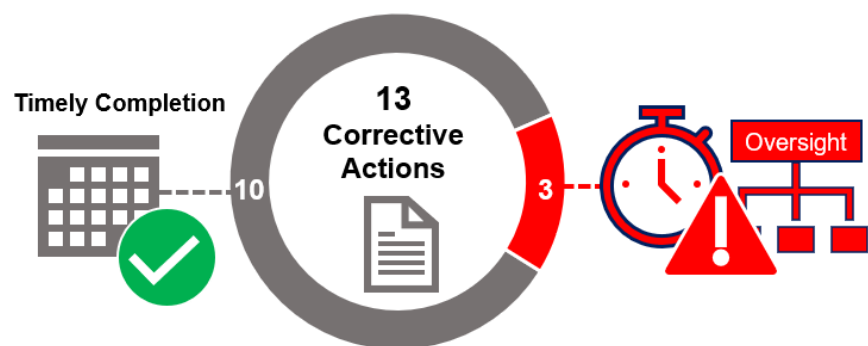 Timely Completion
10
13
Corrective
Actions
3
Oversight